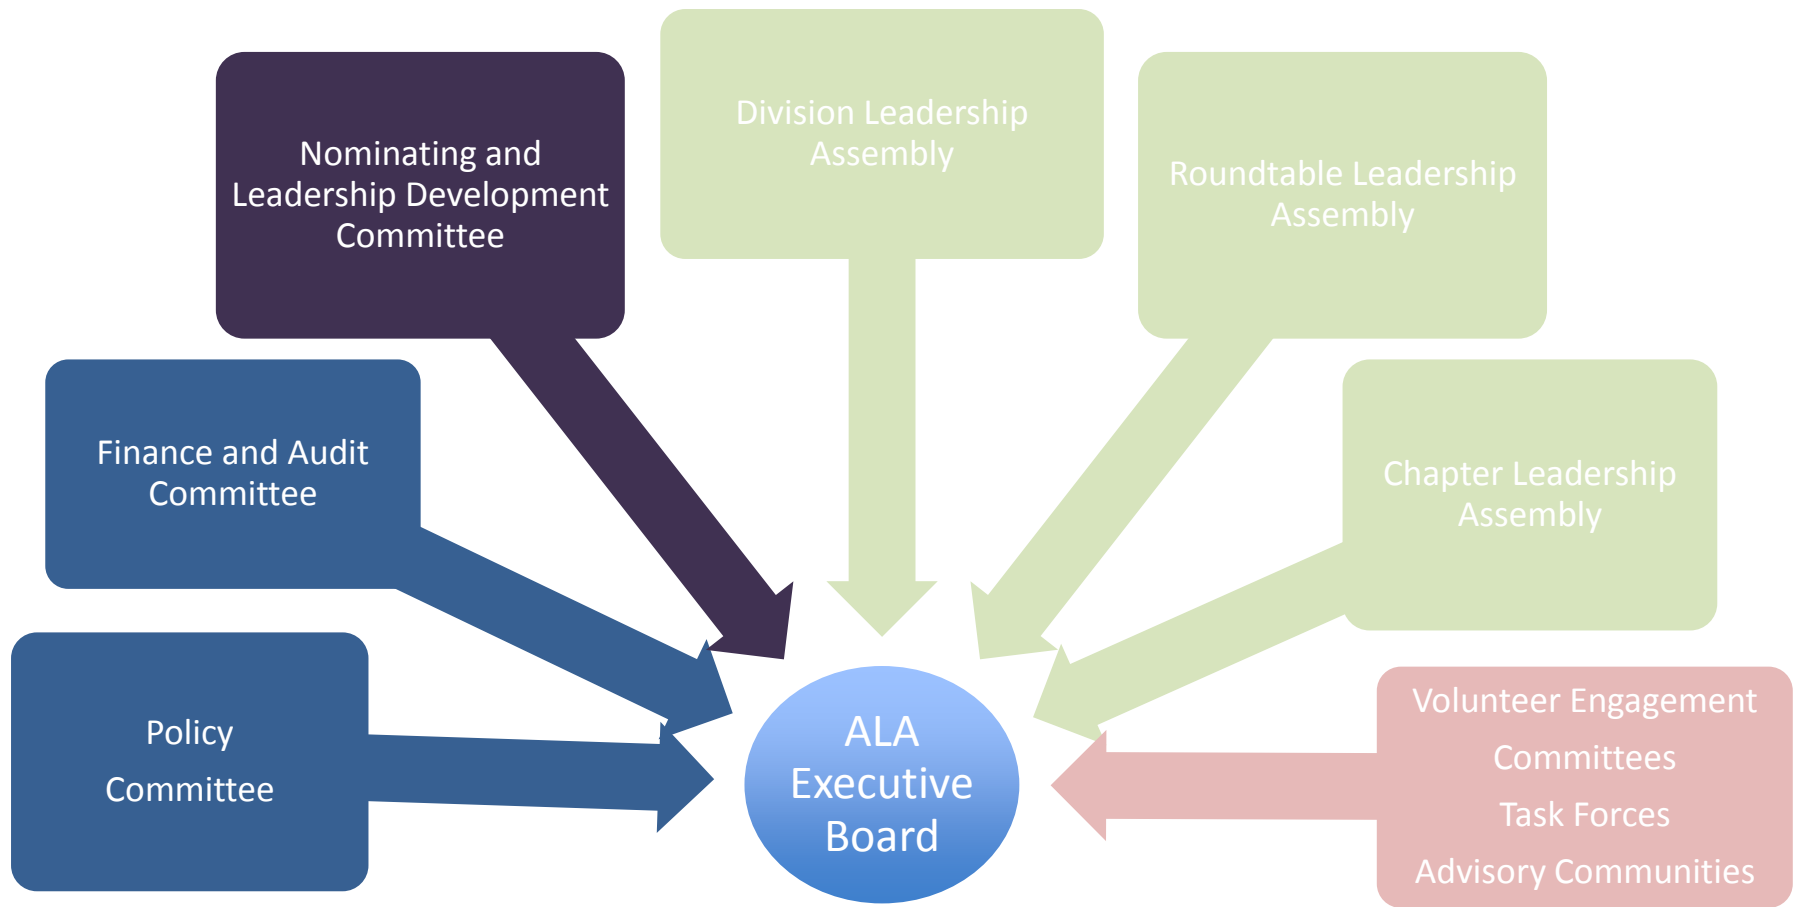 Division Leadership
Assembly
Nominating and
Leadership Development
Committee
Roundtable Leadership
Assembly
Finance and Audit
Committee
Chapter Leadership
Assembly
Policy
Committee
ALA
Executive
Board
Volunteer Engagement
Committees
Task Forces
Advisory Communities